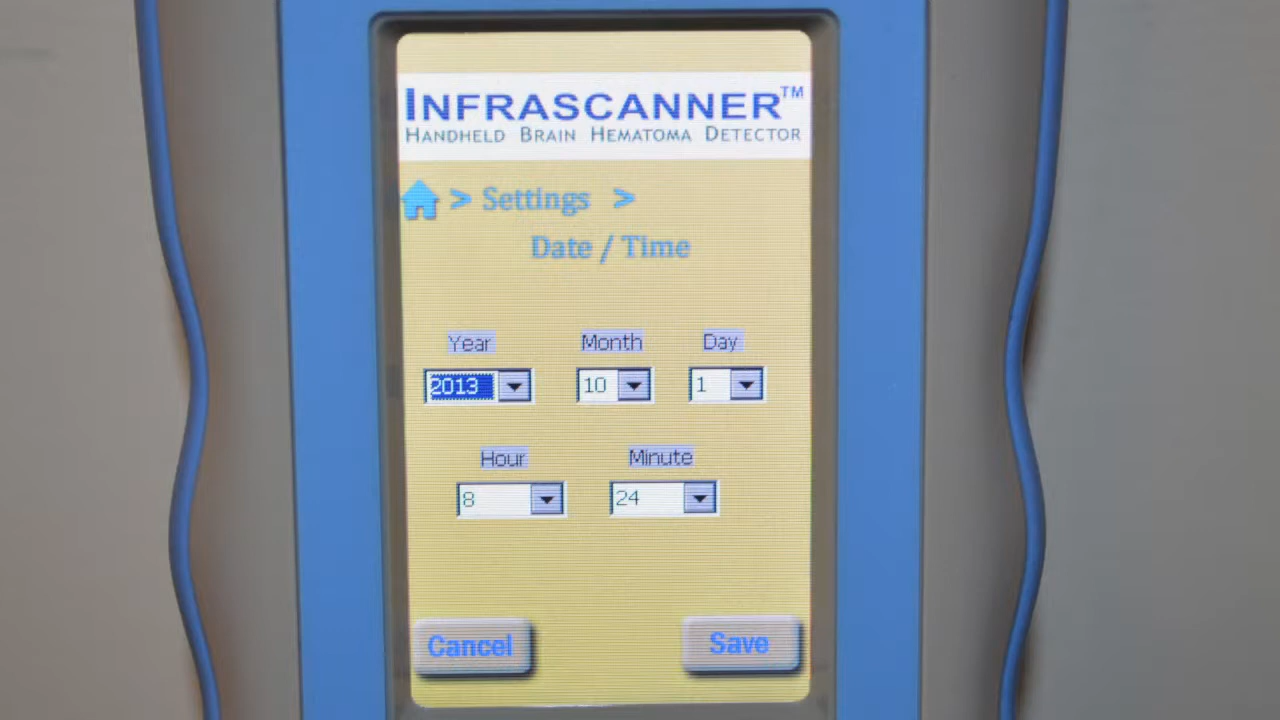 INFRASCANNER™
HANDHELD BRAIN HEMATOMA DETECTOR
> Settings >
Date / Time
Year Month Day
2013 10 1
Hour Minute
8 24
Cancel Save